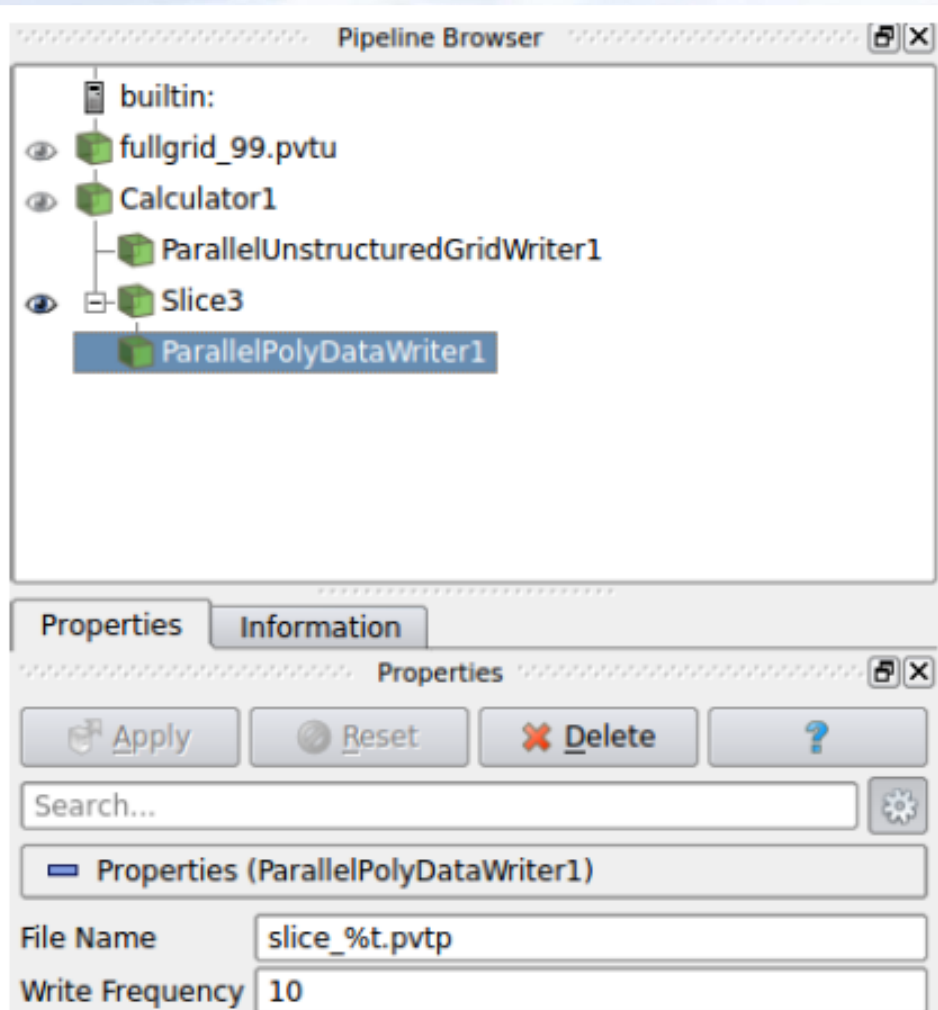 Pipeline Browser
builtin:
fullgrid_99.pvtu
Calculator1
ParallelUnstructuredGridWriter1
Slice3
ParallelPolyDataWriter1
Properties Information
Properties
Apply Reset Delete ?
Search...
Properties (ParallelPolyDataWriter1)
File Name slice_%t.pvtp
Write Frequency 10